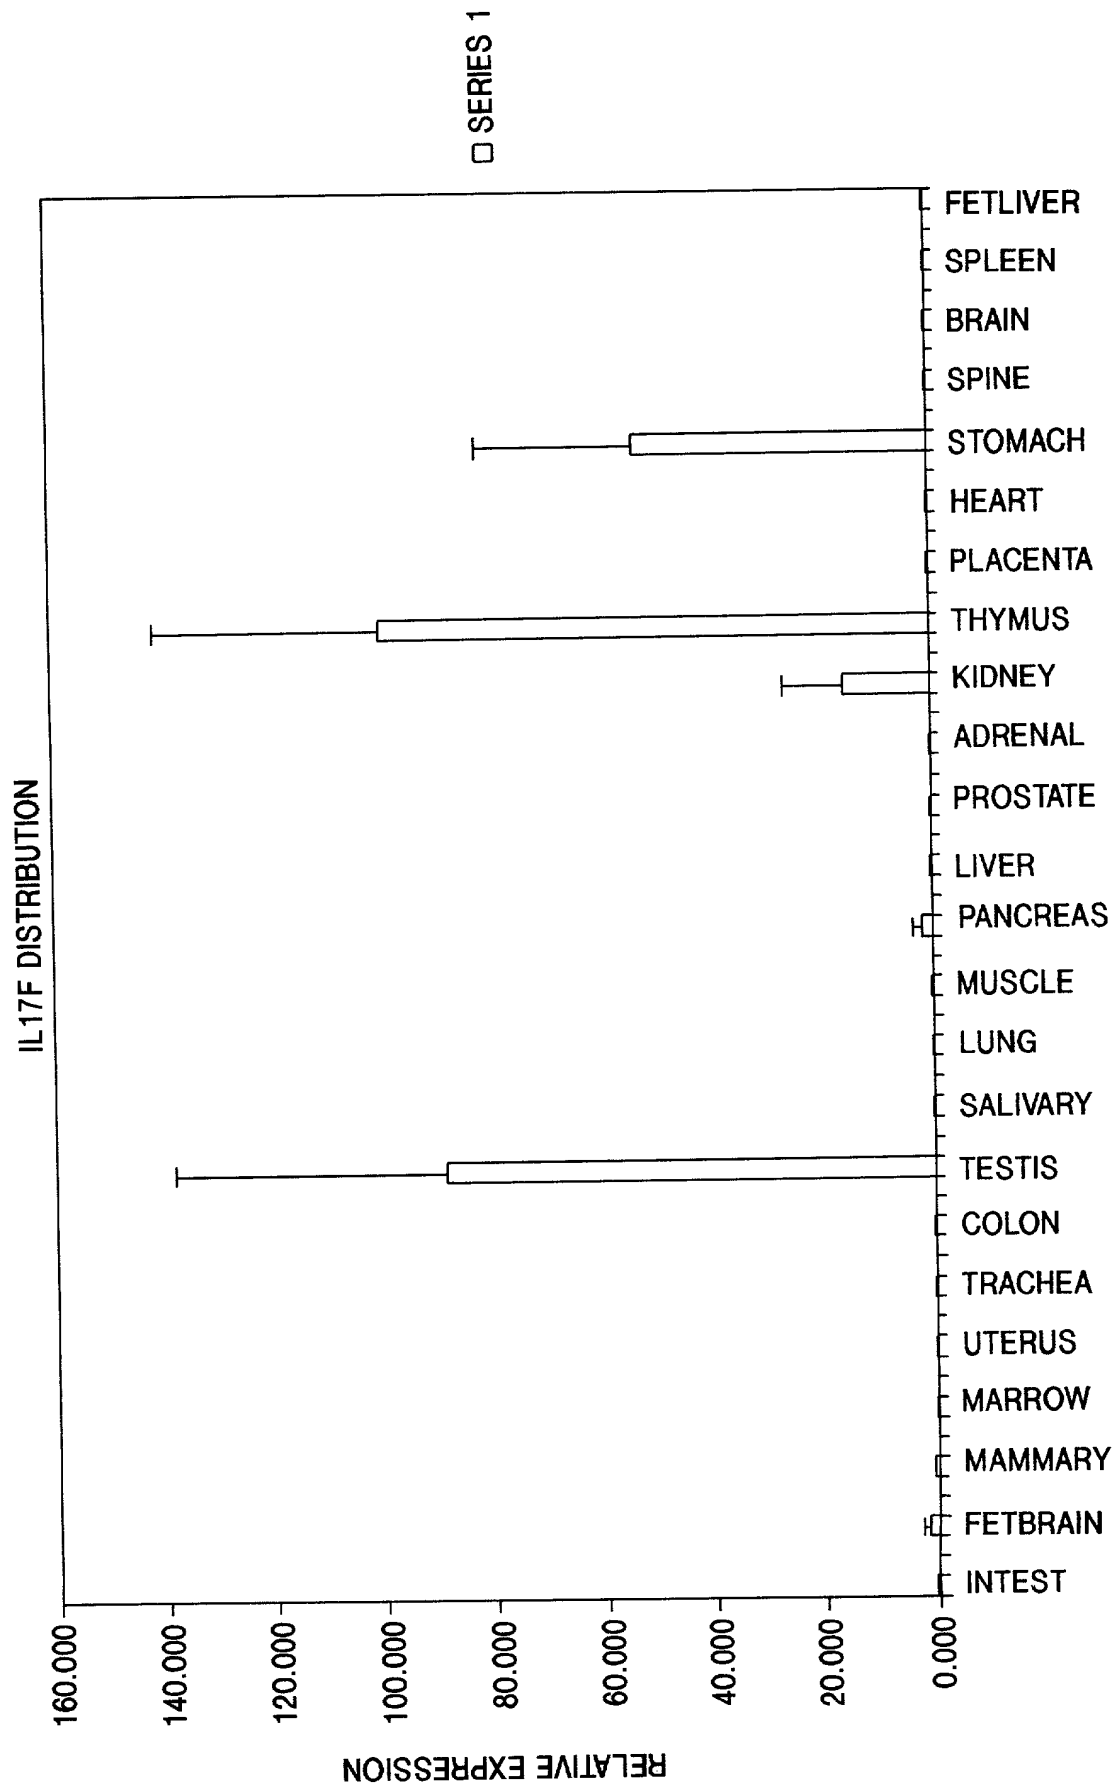 IL17F DISTRIBUTION
RELATIVE EXPRESSION
160.000
140.000
120.000
100.000
80.000
60.000
40.000
20.000
0.000
INTEST
FETBRAIN
MAMMARY
MARROW
UTERUS
TRACHEA
COLON
TESTIS
SALIVARY
LUNG
MUSCLE
PANCREAS
LIVER
PROSTATE
ADRENAL
KIDNEY
THYMUS
PLACENTA
HEART
STOMACH
SPINE
BRAIN
SPLEEN
FETLIVER
SERIES 1